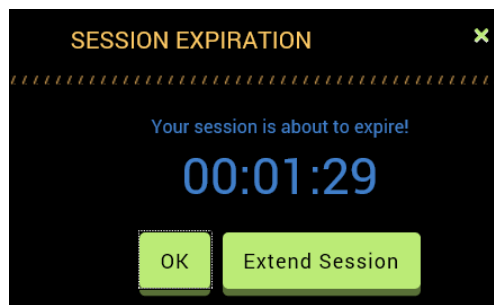 SESSION EXPIRATION
Your session is about to expire!
00:01:29
OK
Extend Session